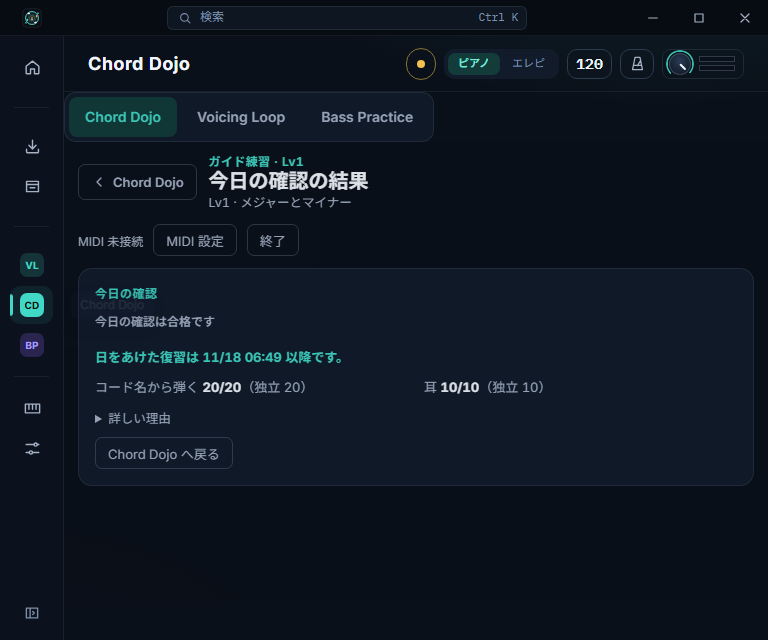 検索 Ctrl K
Chord Dojo
ピアノ エレピ 120
Chord Dojo Voicing Loop Bass Practice
Chord Dojo
ガイド練習 · Lv1
今日の確認の結果
Lv1 · メジャーとマイナー
MIDI 未接続 MIDI 設定 終了
VL
CD
BP
今日の確認
Chord Dojo
今日の確認は合格です
日をあけた復習は 11/18 06:49 以降です。
コード名から弾く 20/20（独立 20） 耳 10/10（独立 10）
▶ 詳しい理由
Chord Dojo へ戻る